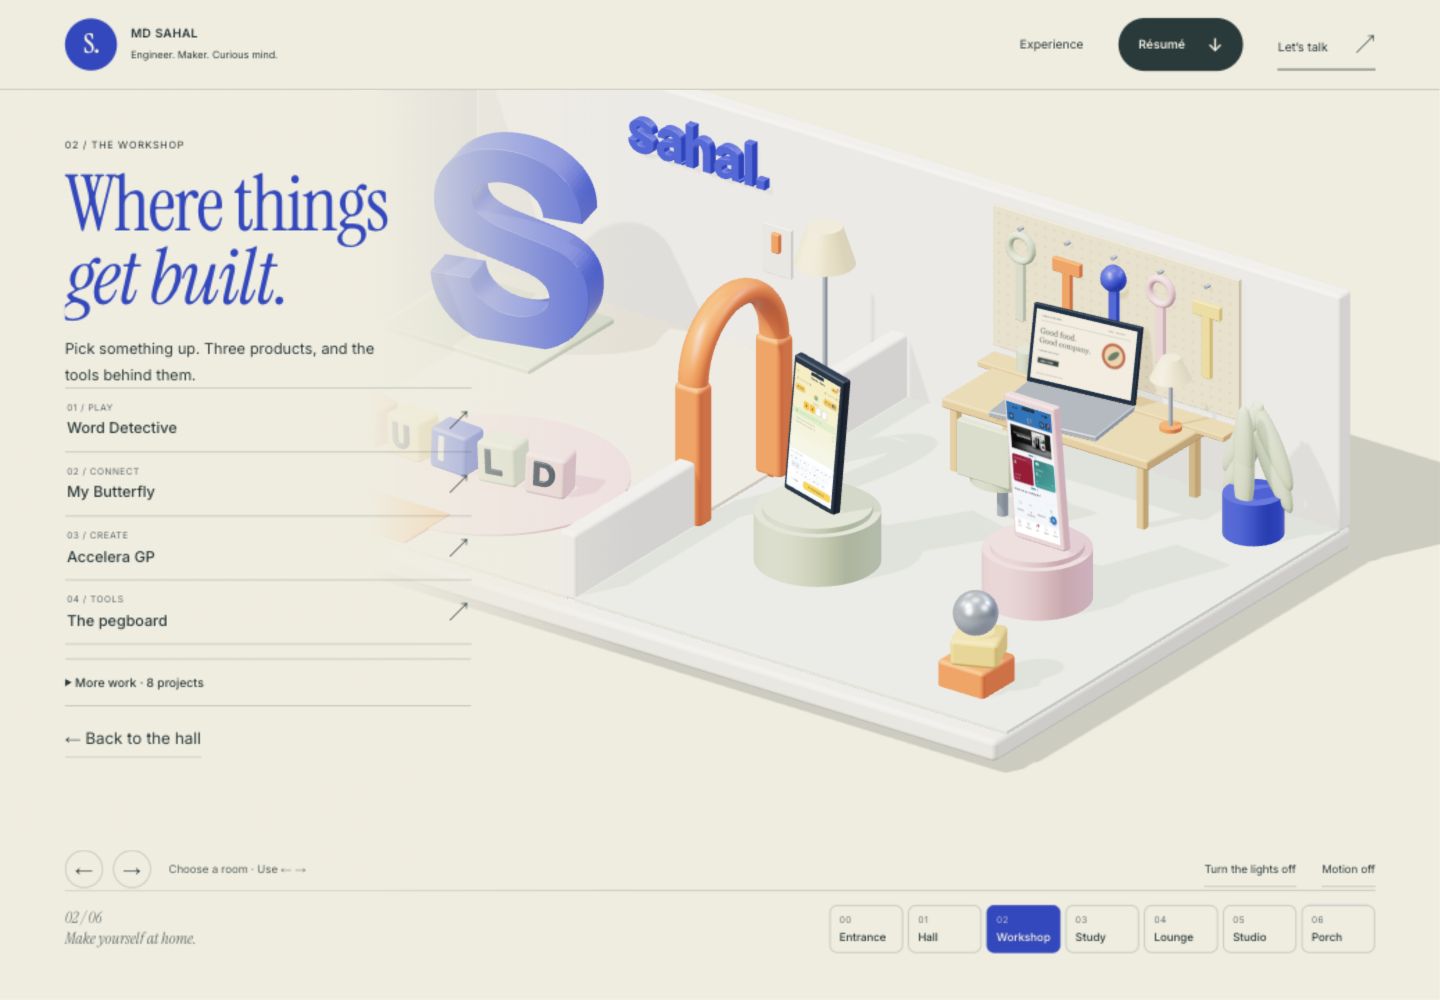 S.
MD SAHAL
Engineer. Maker. Curious mind.
Experience
Résumé ↓
Let's talk
02 / THE WORKSHOP
Where things
get built.
Pick something up. Three products, and the
tools behind them.
01 / PLAY
Word Detective
02 / CONNECT
My Butterfly
03 / CREATE
Accelera GP
04 / TOOLS
The pegboard
More work · 8 projects
← Back to the hall
S
sahal.
U I L D
Good food.
Good company.
← →
Choose a room · Use ← →
Turn the lights off
Motion off
02 / 06
Make yourself at home.
00
Entrance
01
Hall
02
Workshop
03
Study
04
Lounge
05
Studio
06
Porch